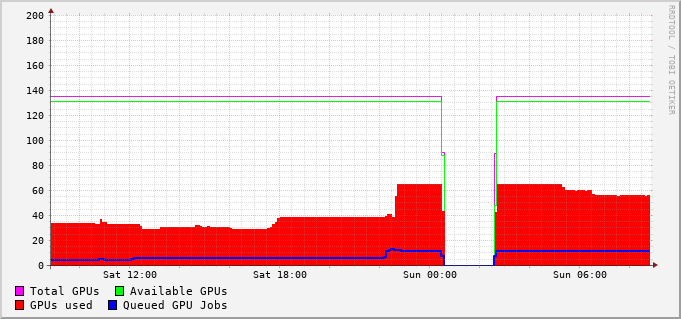 200
180
160
140
120
100
80
60
40
20
0
Sat 12:00 Sat 18:00 Sun 00:00 Sun 06:00
Total GPUs Available GPUs
GPUs used Queued GPU Jobs
RRDTOOL / TOBI OETIKER